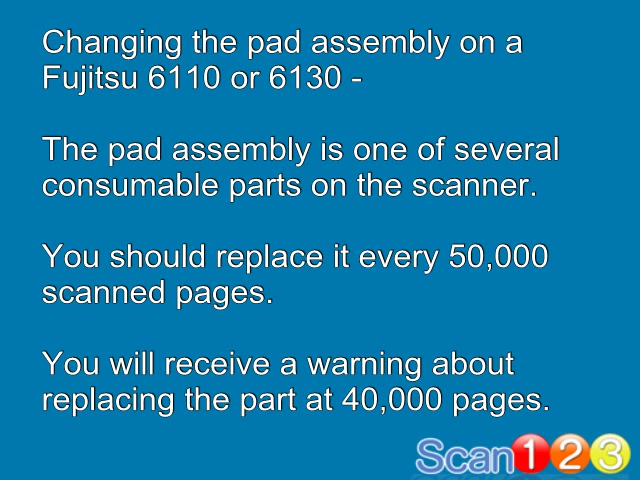 Changing the pad assembly on a
Fujitsu 6110 or 6130 -
The pad assembly is one of several
consumable parts on the scanner.
You should replace it every 50,000
scanned pages.
You will receive a warning about
replacing the part at 40,000 pages.
Scan123